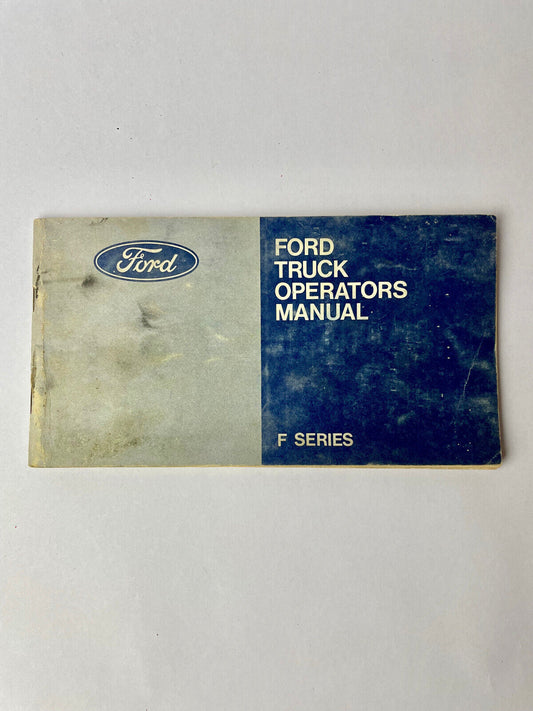 Ford
FORD
TRUCK
OPERATORS
MANUAL
F SERIES